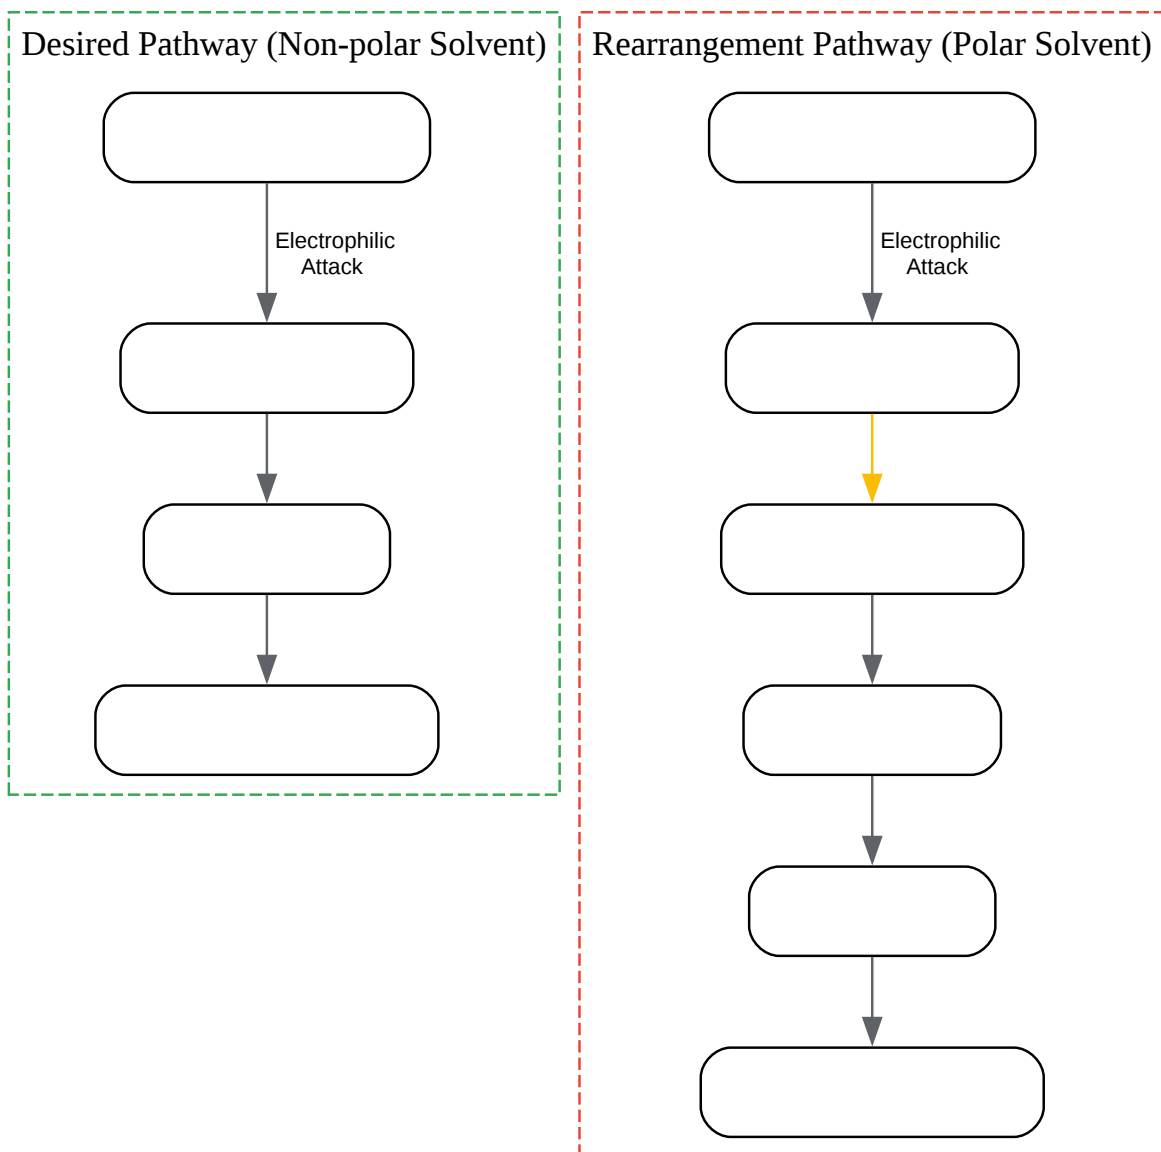 Desired Pathway (Non-polar Solvent)
Electrophilic
Attack
Rearrangement Pathway (Polar Solvent)
Electrophilic
Attack